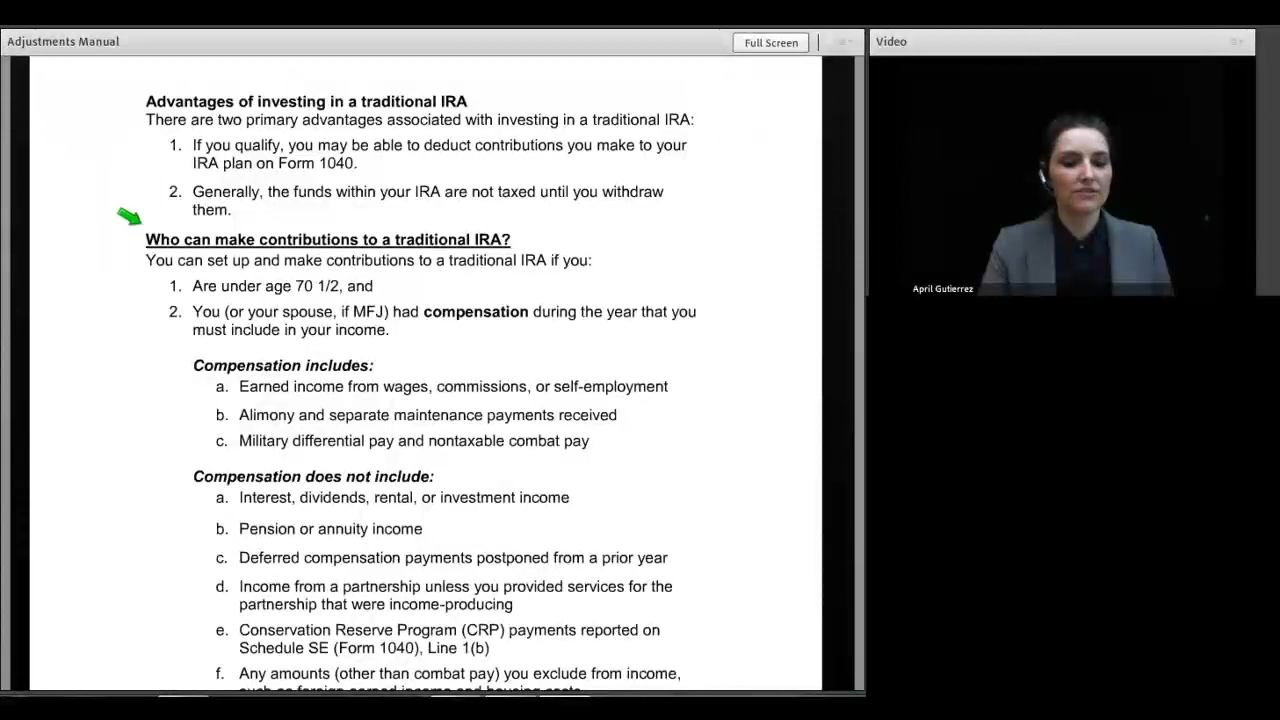 Adjustments Manual
Full Screen
Video
Advantages of investing in a traditional IRA
There are two primary advantages associated with investing in a traditional IRA:
1. If you qualify, you may be able to deduct contributions you make to your
IRA plan on Form 1040.
2. Generally, the funds within your IRA are not taxed until you withdraw
them.
Who can make contributions to a traditional IRA?
You can set up and make contributions to a traditional IRA if you:
1. Are under age 70 1/2, and
2. You (or your spouse, if MFJ) had compensation during the year that you
must include in your income.
Compensation includes:
a. Earned income from wages, commissions, or self-employment
b. Alimony and separate maintenance payments received
c. Military differential pay and nontaxable combat pay
Compensation does not include:
a. Interest, dividends, rental, or investment income
b. Pension or annuity income
c. Deferred compensation payments postponed from a prior year
d. Income from a partnership unless you provided services for the
partnership that were income-producing
e. Conservation Reserve Program (CRP) payments reported on
Schedule SE (Form 1040), Line 1(b)
f. Any amounts (other than combat pay) you exclude from income,
such as foreign earned income and housing costs
April Gutierrez